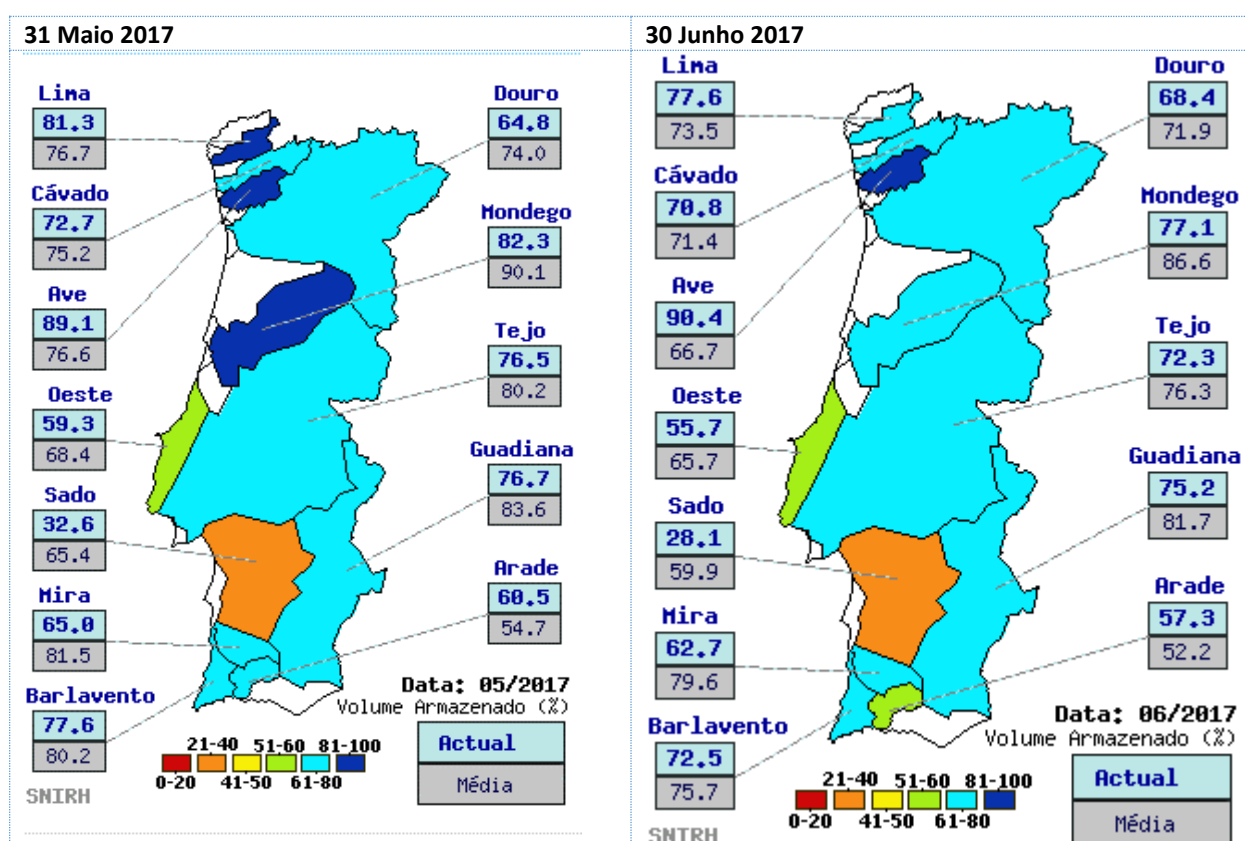 31 Maio 2017
Lima
81.3
76.7
Douro
64.8
74.0
Cávado
72.7
75.2
Mondego
82.3
90.1
Ave
89.1
76.6
Tejo
76.5
80.2
Oeste
59.3
68.4
Guadiana
76.7
83.6
Sado
32.6
65.4
Arade
60.5
54.7
Mira
65.0
81.5
Barlavento
77.6
80.2
Data: 05/2017
Volume Armazenado (%)
21-40 51-60 81-100
0-20 41-50 61-80
Actual
Média
SNIRH
30 Junho 2017
Lima
77.6
73.5
Douro
68.4
71.9
Cávado
70.8
71.4
Mondego
77.1
86.6
Ave
90.4
66.7
Tejo
72.3
76.3
Oeste
55.7
65.7
Guadiana
75.2
81.7
Sado
28.1
59.9
Arade
57.3
52.2
Mira
62.7
79.6
Barlavento
72.5
75.7
Data: 06/2017
Volume Armazenado (%)
21-40 51-60 81-100
0-20 41-50 61-80
Actual
Média
SNIRH